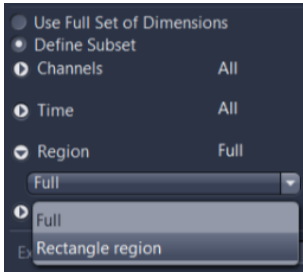 Use Full Set of Dimensions
Define Subset
Channels All
Time All
Region Full
Full
Full
Rectangle region